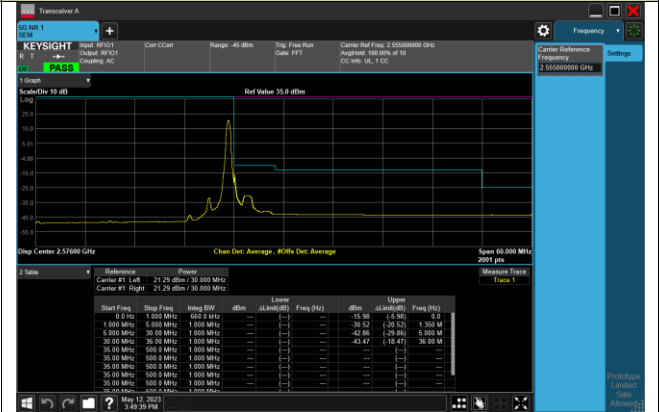 Transceiver A
5G NR 1
SEM
Frequency
KEYSIGHT
R T
PASS
Input: RFIO1
Output: RFIO1
Coupling: AC
Corr CCorr
Range: -45 dBm
Trig: Free Run
Gate: FFT
Carrier Ref Freq: 2.555000000 GHz
Avg|Hold: 100.00% of 10
CC Info: UL, 1 CC
Carrier Reference
Frequency
2.555000000 GHz
Settings
1 Graph
Scale/Div 10 dB
Ref Value 35.0 dBm
Log
25.0
15.0
5.01
-4.99
-15.0
-25.0
-35.0
-45.0
-55.0
Disp Center 2.57600 GHz
Chan Det: Average , #Offs Det: Average
Span 60.000 MHz
2001 pts
2 Table
Reference Power
Carrier #1: Left 21.29 dBm / 30.000 MHz
Carrier #1: Right 21.29 dBm / 30.000 MHz
Measure Trace
Trace 1
Lower Upper
Start Freq Stop Freq Integ BW dBm ΔLimit(dB) Freq (Hz) dBm ΔLimit(dB) Freq (Hz)
0.0 Hz 1.000 MHz 660.0 kHz --- (---) --- -15.98 (-5.98) 0.0
1.000 MHz 5.000 MHz 1.000 MHz --- (---) --- -30.52 (-20.52) 1.350 M
5.000 MHz 30.00 MHz 1.000 MHz --- (---) --- -42.86 (-29.86) 5.000 M
30.00 MHz 36.00 MHz 1.000 MHz --- (---) --- -43.47 (-18.47) 36.00 M
35.00 MHz 500.0 MHz 1.000 MHz --- (---) --- --- (---) ---
35.00 MHz 500.0 MHz 1.000 MHz --- (---) --- --- (---) ---
35.00 MHz 500.0 MHz 1.000 MHz --- (---) --- --- (---) ---
35.00 MHz 500.0 MHz 1.000 MHz --- (---) --- --- (---) ---
35.00 MHz 500.0 MHz 1.000 MHz --- (---) --- --- (---) ---
Prototype
Limited
Sale
Allowed
May 12, 2023
3:49:39 PM